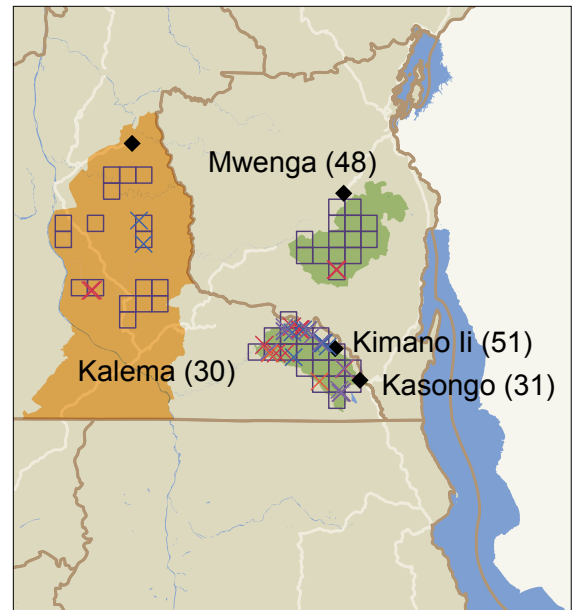 Mwenga (48)
Kimano Ii (51)
Kalema (30)
Kasongo (31)